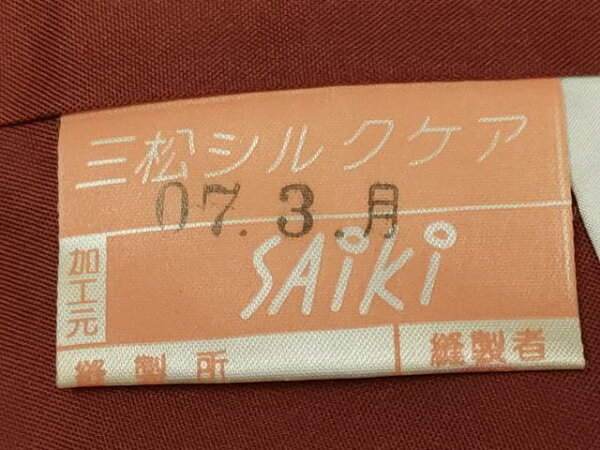 三松シルクケア
07.3.月
加工元
SAiKi
縫製所
縫製者